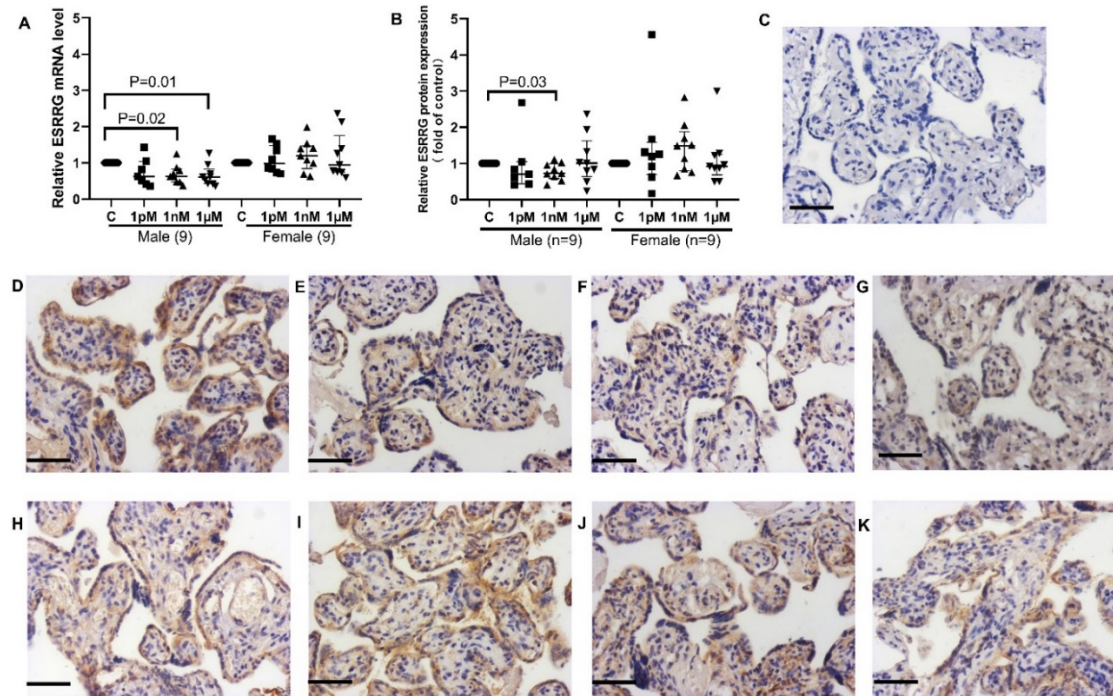 A
Relative ESRRG mRNA level
5
4
3
2
1
0
P=0.01
P=0.02
C 1pM 1nM 1μM C 1pM 1nM 1μM
Male (9) Female (9)
B
Relative ESRRG protein expression
( fold of control)
5
4
3
2
1
0
P=0.03
C 1pM 1nM 1μM C 1pM 1nM 1μM
Male (n=9) Female (n=9)
C
D
E
F
G
H
I
J
K